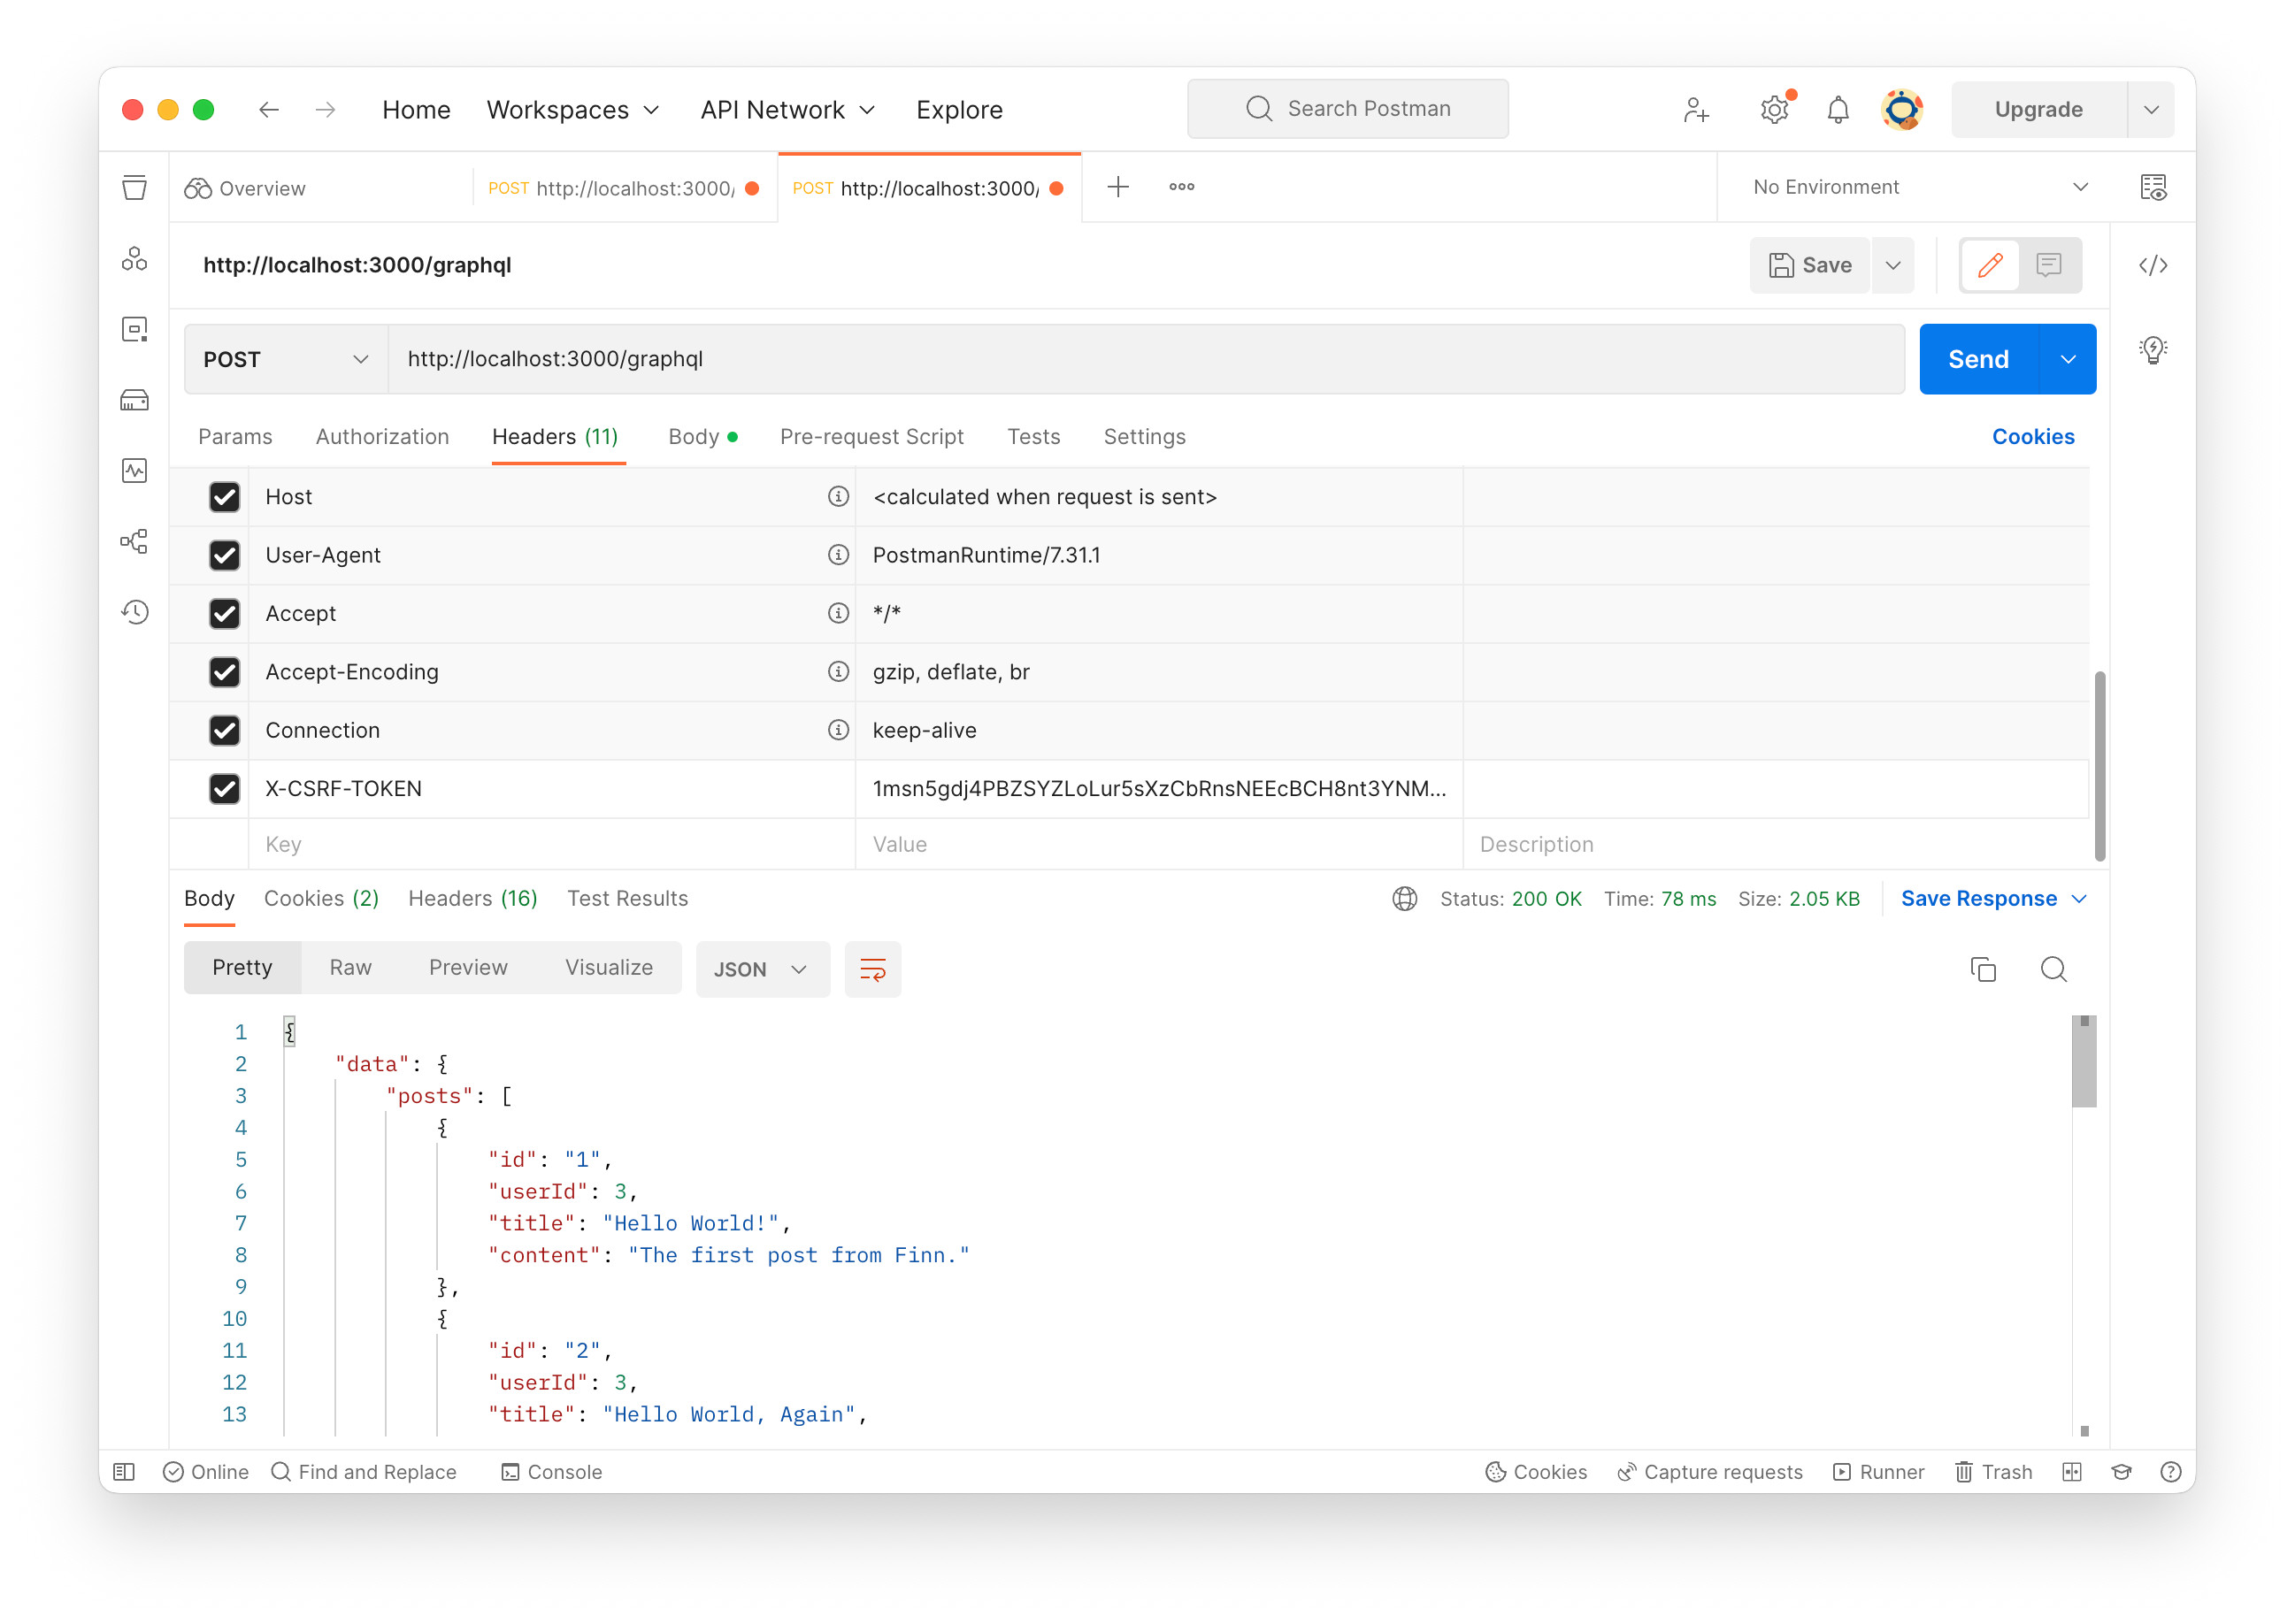 Home Workspaces API Network Explore Search Postman Upgrade
Overview POST http://localhost:3000/ POST http://localhost:3000/ No Environment
http://localhost:3000/graphql Save
POST http://localhost:3000/graphql Send
Params Authorization Headers (11) Body Pre-request Script Tests Settings Cookies
Host <calculated when request is sent>
User-Agent PostmanRuntime/7.31.1
Accept */*
Accept-Encoding gzip, deflate, br
Connection keep-alive
X-CSRF-TOKEN 1msn5gdj4PBZSYZLoLur5sXzCbRnsNEEcBCH8nt3YNM...
Key Value Description
Body Cookies (2) Headers (16) Test Results Status: 200 OK Time: 78 ms Size: 2.05 KB Save Response
Pretty Raw Preview Visualize JSON
1 {
2 "data": {
3 "posts": [
4 {
5 "id": "1",
6 "userId": 3,
7 "title": "Hello World!",
8 "content": "The first post from Finn."
9 },
10 {
11 "id": "2",
12 "userId": 3,
13 "title": "Hello World, Again",
Online Find and Replace Console Cookies Capture requests Runner Trash